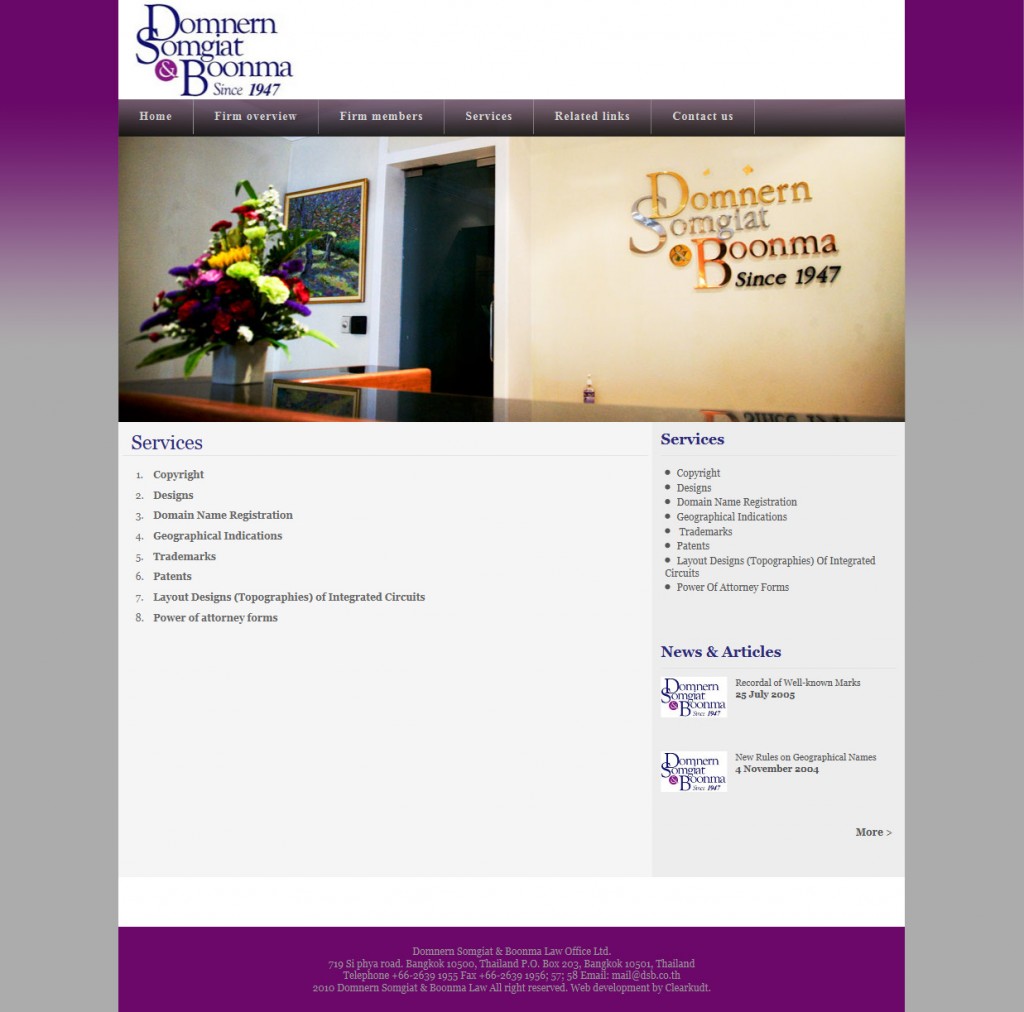 Domnern
Somgiat
& Boonma
Since 1947
Home Firm overview Firm members Services Related links Contact us
Domnern
Somgiat
& Boonma
Since 1947
Services
1. Copyright
2. Designs
3. Domain Name Registration
4. Geographical Indications
5. Trademarks
6. Patents
7. Layout Designs (Topographies) of Integrated Circuits
8. Power of attorney forms
Services
• Copyright
• Designs
• Domain Name Registration
• Geographical Indications
• Trademarks
• Patents
• Layout Designs (Topographies) Of Integrated
Circuits
• Power Of Attorney Forms
News & Articles
Domnern
Somgiat
& Boonma
Since 1947
Recordal of Well-known Marks
25 July 2005
Domnern
Somgiat
& Boonma
Since 1947
New Rules on Geographical Names
4 November 2004
More >
Domnern Somgiat & Boonma Law Office Ltd.
719 Si phya road. Bangkok 10500, Thailand P.O. Box 203, Bangkok 10501, Thailand
Telephone +66-2639 1955 Fax +66-2639 1956; 57; 58 Email: mail@dsb.co.th
2010 Domnern Somgiat & Boonma Law All right reserved. Web development by Clearkudt.